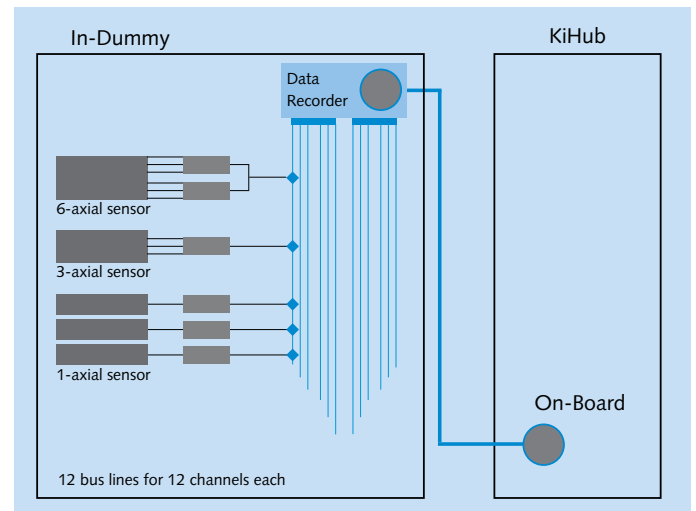 In-Dummy
KiHub
Data
Recorder
6-axial sensor
3-axial sensor
1-axial sensor
On-Board
12 bus lines for 12 channels each